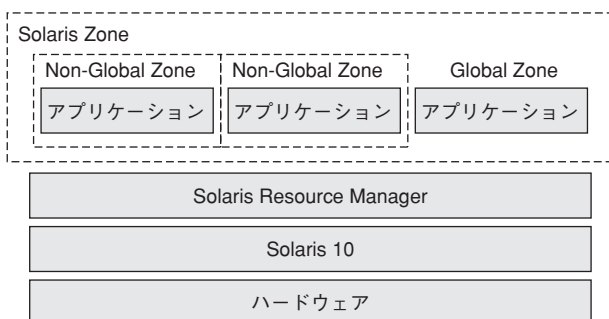 Solaris Zone
Non-Global Zone
Non-Global Zone
Global Zone
アプリケーション
アプリケーション
アプリケーション
Solaris Resource Manager
Solaris 10
ハードウェア